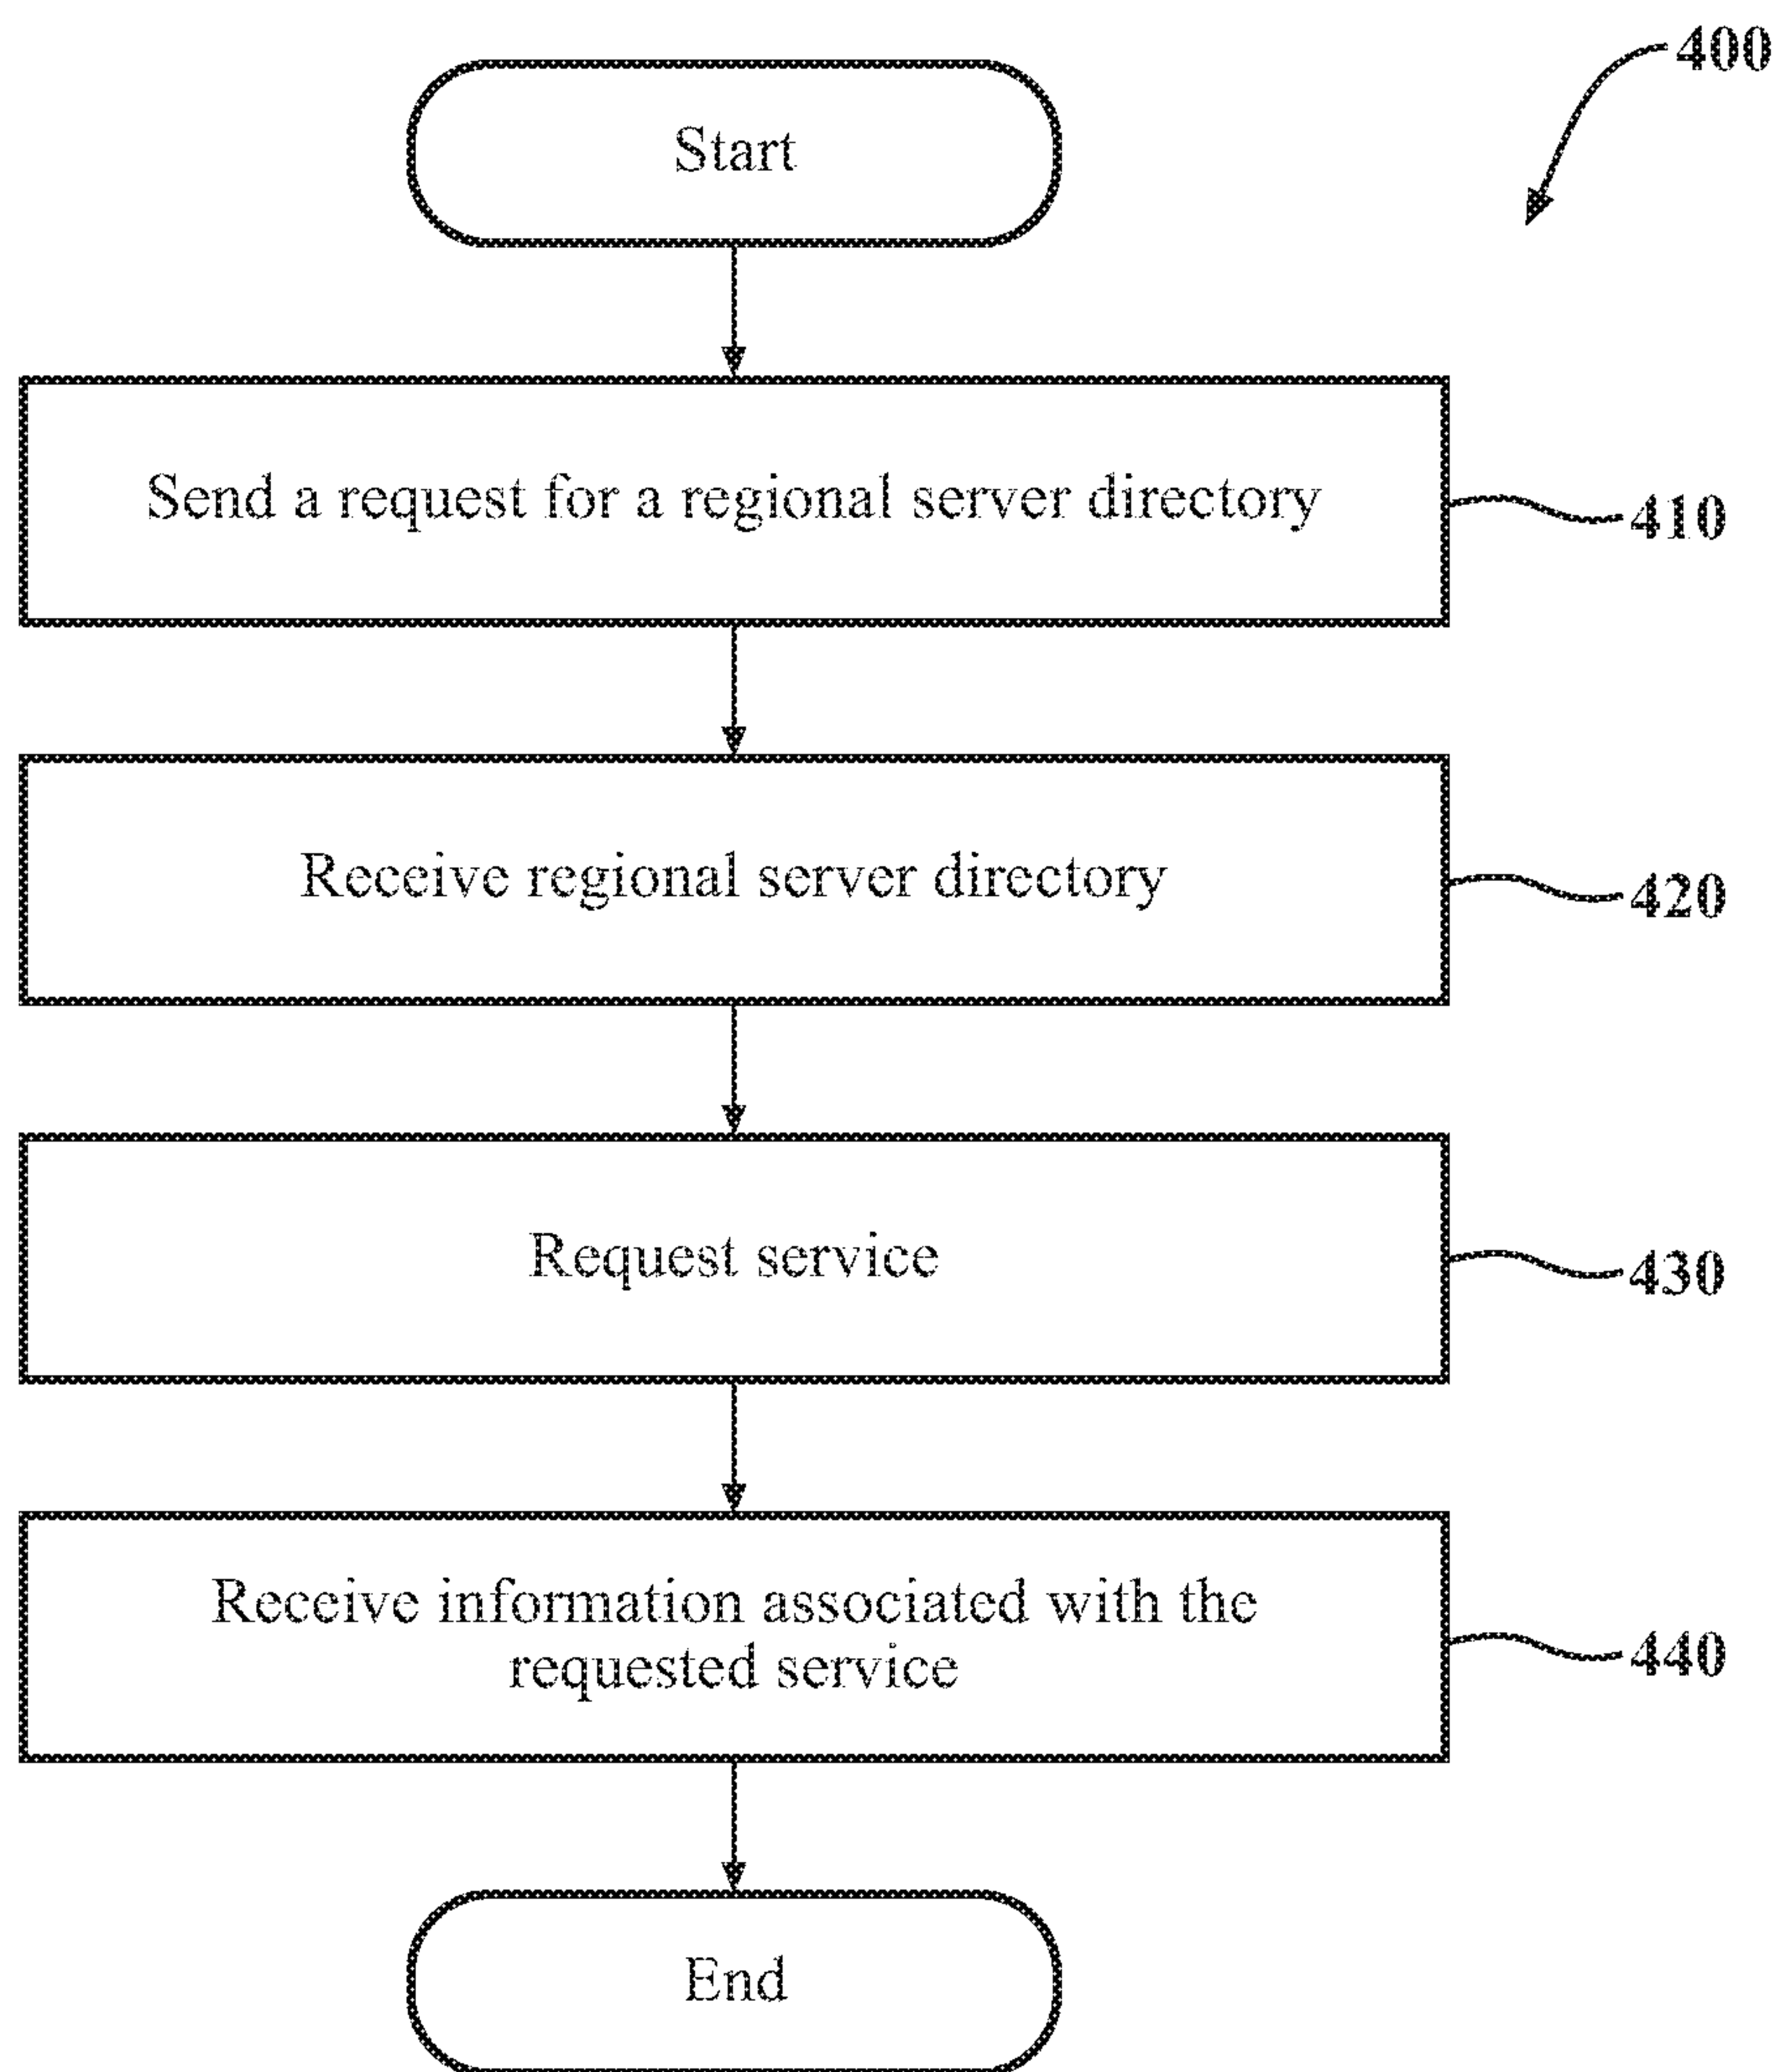 400
Start
Send a request for a regional server directory
410
Receive regional server directory
420
Request service
430
Receive information associated with the
requested service
440
End